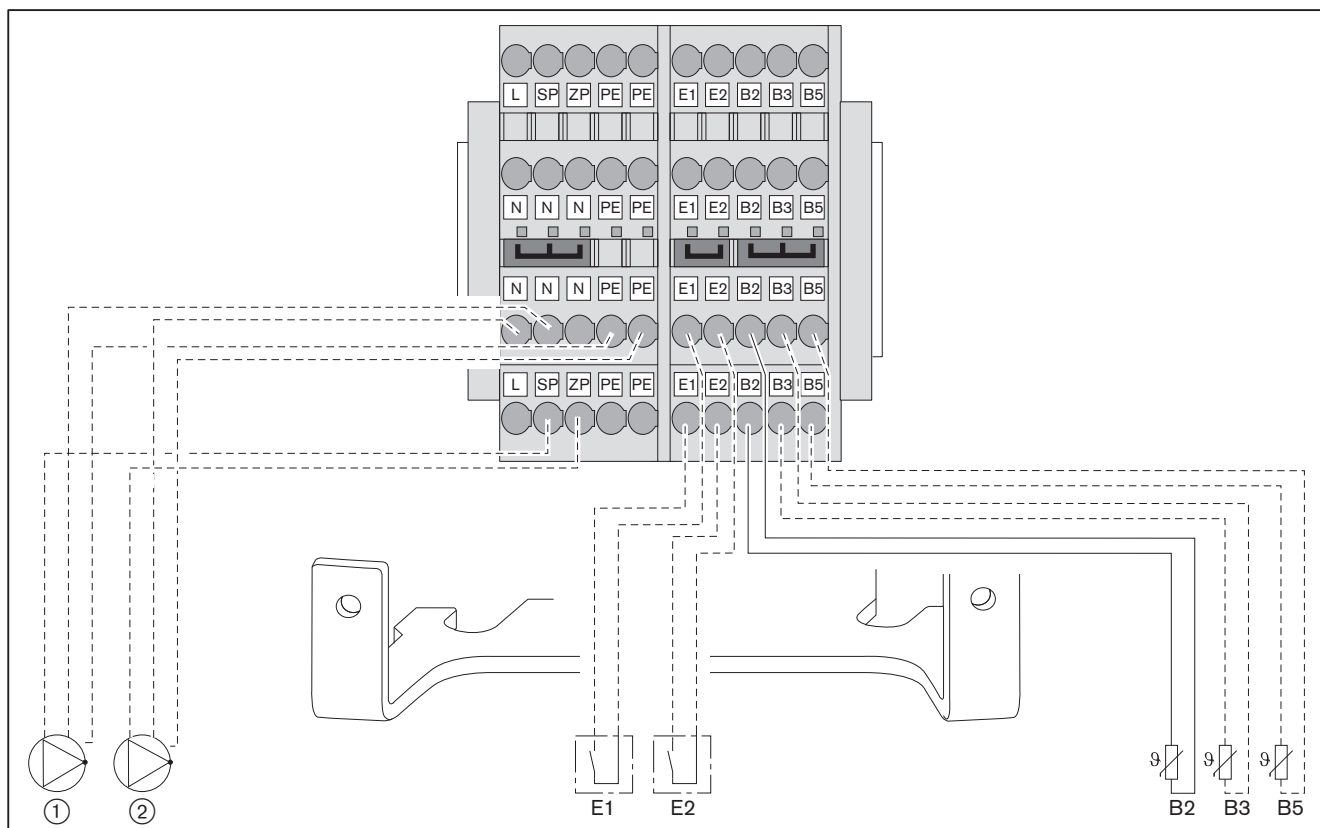 L SP ZP PE PE E1 E2 B2 B3 B5
N N N PE PE E1 E2 B2 B3 B5
N N N PE PE E1 E2 B2 B3 B5
L SP ZP PE PE E1 E2 B2 B3 B5
ϑ ϑ ϑ
① ② E1 E2 B2 B3 B5